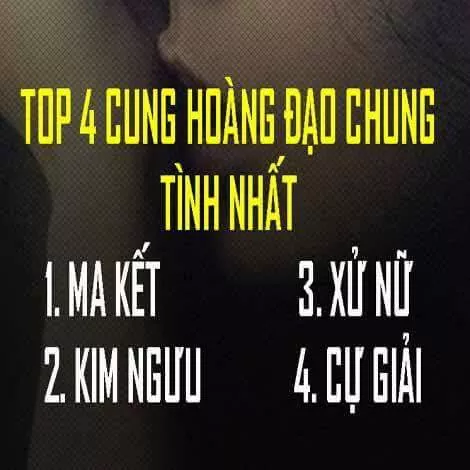 TOP 4 CUNG HOÀNG ĐẠO CHUNG
TÌNH NHẤT
1. MA KẾT
2. KIM NGƯU
3. XỬ NỮ
4. CỰ GIẢI